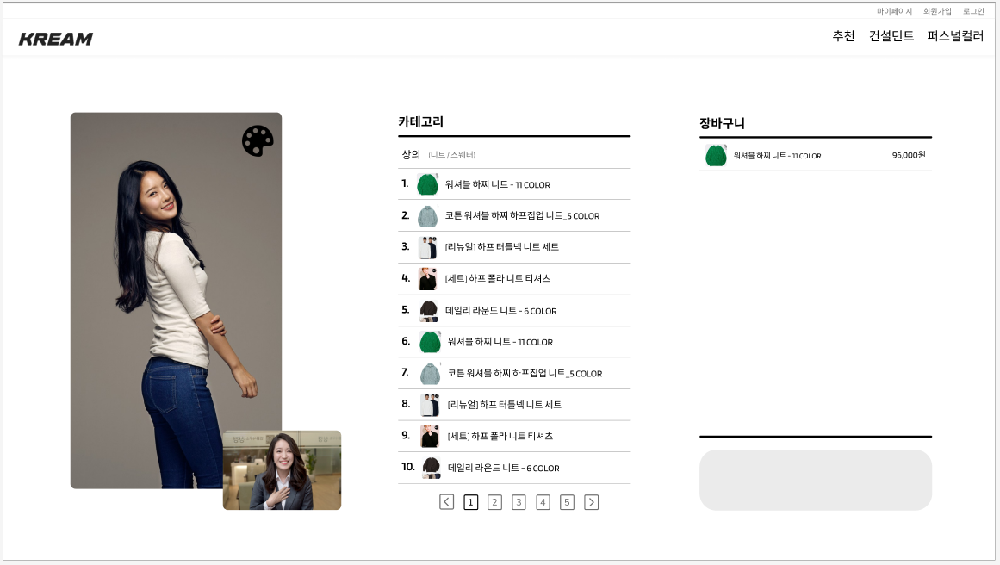 마이페이지 회원가입 로그인
KREAM
추천 컨설턴트 퍼스널컬러
카테고리
상의 (니트 / 스웨터)
1. 워셔블 하찌 니트 - 11 COLOR
2. 코튼 워셔블 하찌 하프집업 니트_5 COLOR
3. [리뉴얼] 하프 터틀넥 니트 세트
4. [세트] 하프 폴라 니트 티셔츠
5. 데일리 라운드 니트 - 6 COLOR
6. 워셔블 하찌 니트 - 11 COLOR
7. 코튼 워셔블 하찌 하프집업 니트_5 COLOR
8. [리뉴얼] 하프 터틀넥 니트 세트
9. [세트] 하프 폴라 니트 티셔츠
10. 데일리 라운드 니트 - 6 COLOR
< 1 2 3 4 5 >
장바구니
워셔블 하찌 니트 - 11 COLOR 96,000원